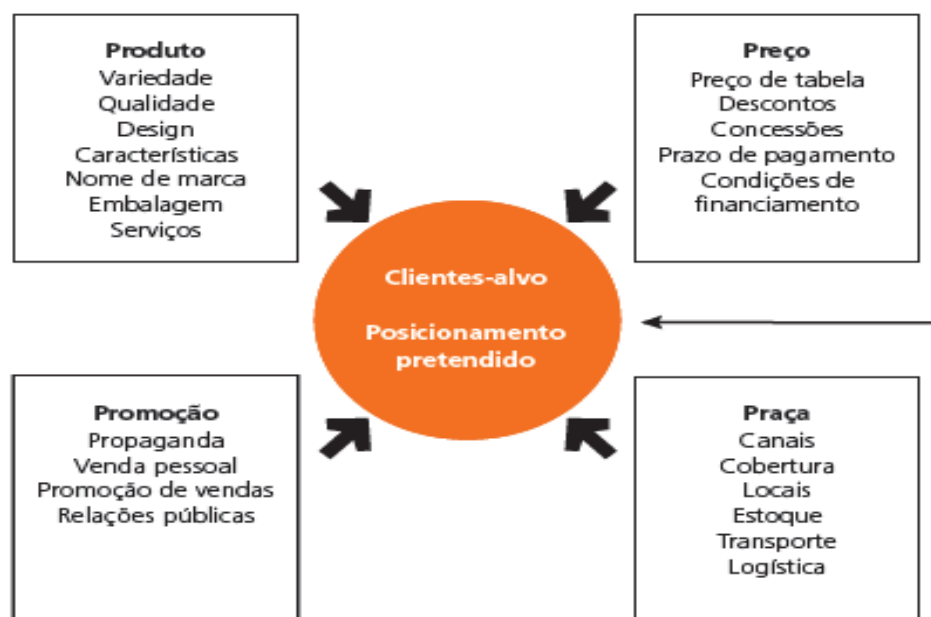 Produto
Variedade
Qualidade
Design
Características
Nome de marca
Embalagem
Serviços
Preço
Preço de tabela
Descontos
Concessões
Prazo de pagamento
Condições de
financiamento
Clientes-alvo
Posicionamento
pretendido
Promoção
Propaganda
Venda pessoal
Promoção de vendas
Relações públicas
Praça
Canais
Cobertura
Locais
Estoque
Transporte
Logística